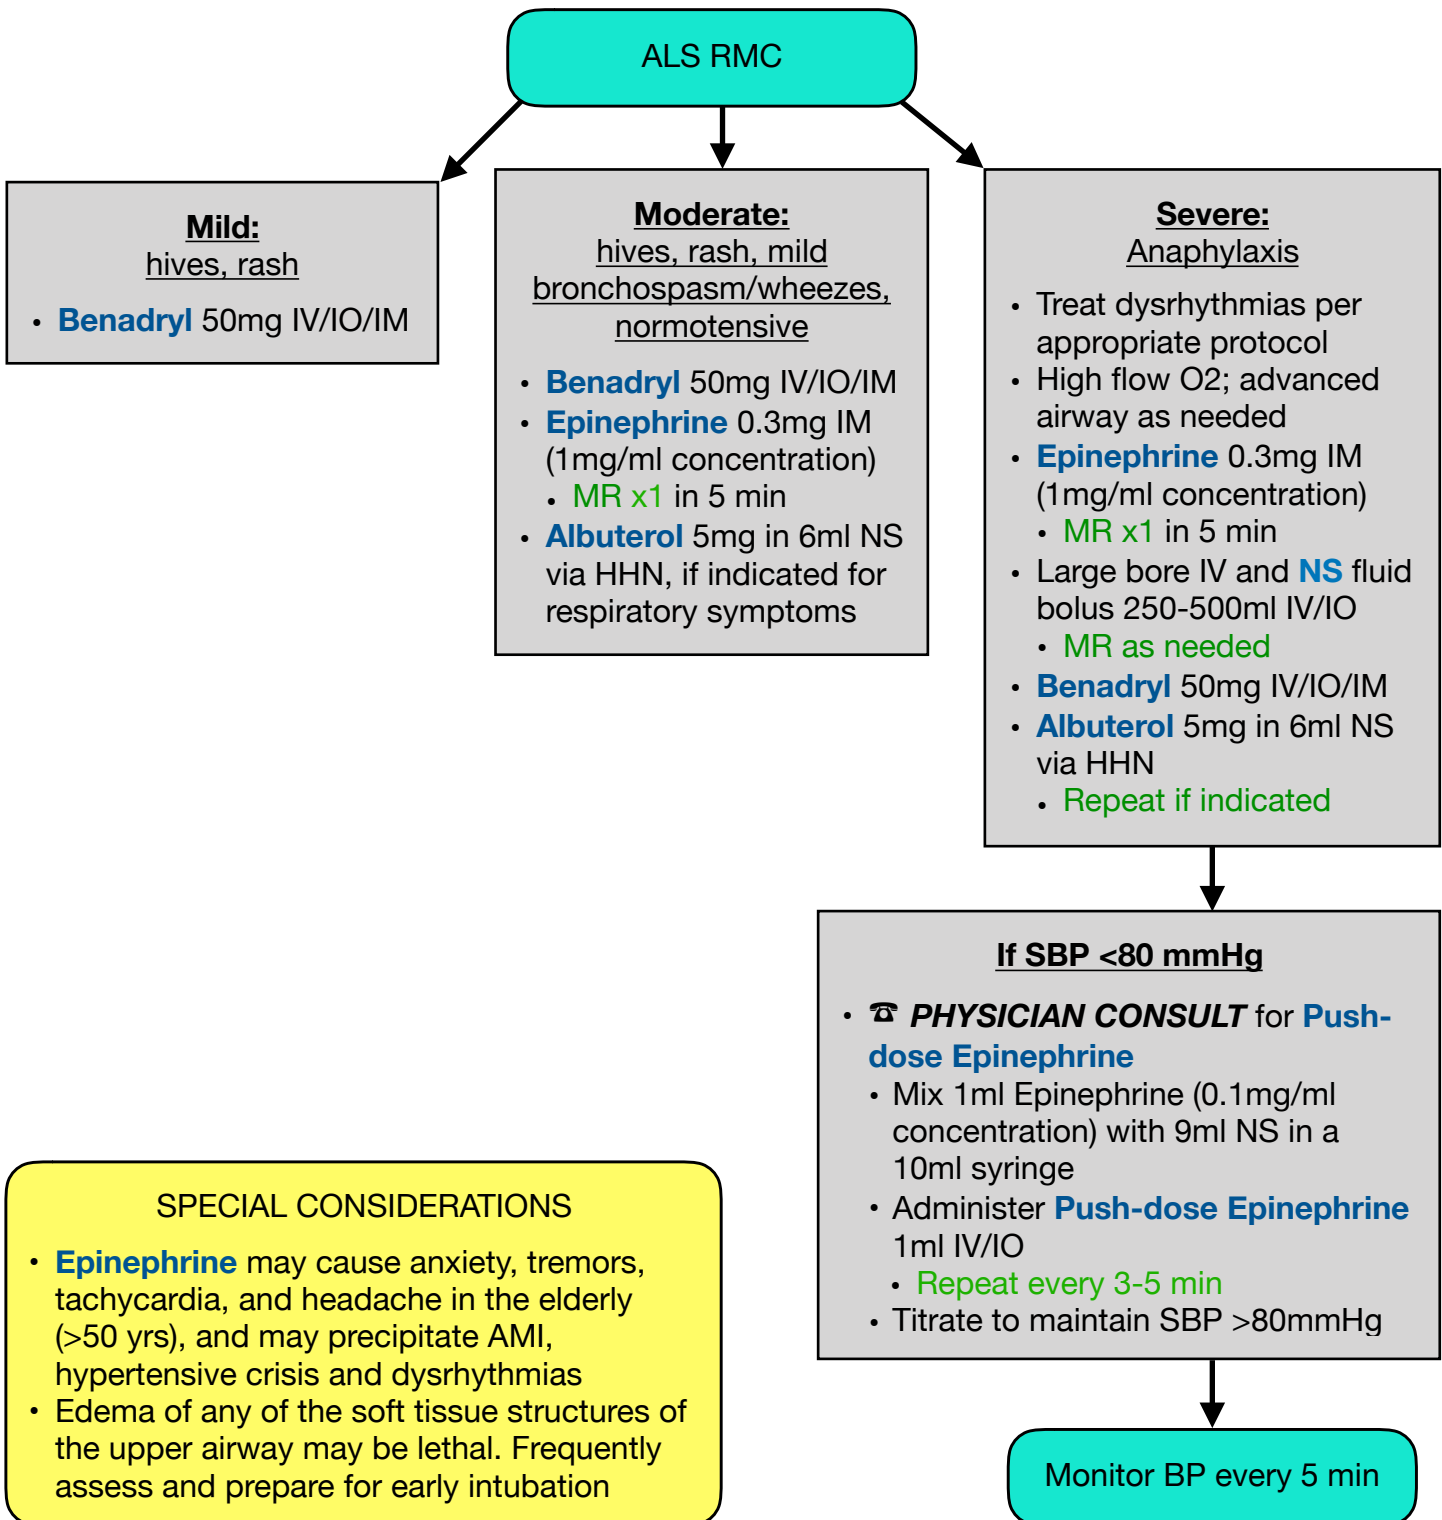 ALS RMC
Mild:
hives, rash
• Benadryl 50mg IV/IO/IM
Moderate:
hives, rash, mild
bronchospasm/wheezes,
normotensive
• Benadryl 50mg IV/IO/IM
• Epinephrine 0.3mg IM
(1mg/ml concentration)
• MR x1 in 5 min
• Albuterol 5mg in 6ml NS
via HHN, if indicated for
respiratory symptoms
Severe:
Anaphylaxis
• Treat dysrhythmias per
appropriate protocol
• High flow O2; advanced
airway as needed
• Epinephrine 0.3mg IM
(1mg/ml concentration)
• MR x1 in 5 min
• Large bore IV and NS fluid
bolus 250-500ml IV/IO
• MR as needed
• Benadryl 50mg IV/IO/IM
• Albuterol 5mg in 6ml NS
via HHN
• Repeat if indicated
If SBP <80 mmHg
• ☎ PHYSICIAN CONSULT for Push-
dose Epinephrine
• Mix 1ml Epinephrine (0.1mg/ml
concentration) with 9ml NS in a
10ml syringe
• Administer Push-dose Epinephrine
1ml IV/IO
• Repeat every 3-5 min
• Titrate to maintain SBP >80mmHg
SPECIAL CONSIDERATIONS
• Epinephrine may cause anxiety, tremors,
tachycardia, and headache in the elderly
(>50 yrs), and may precipitate AMI,
hypertensive crisis and dysrhythmias
• Edema of any of the soft tissue structures of
the upper airway may be lethal. Frequently
assess and prepare for early intubation
Monitor BP every 5 min